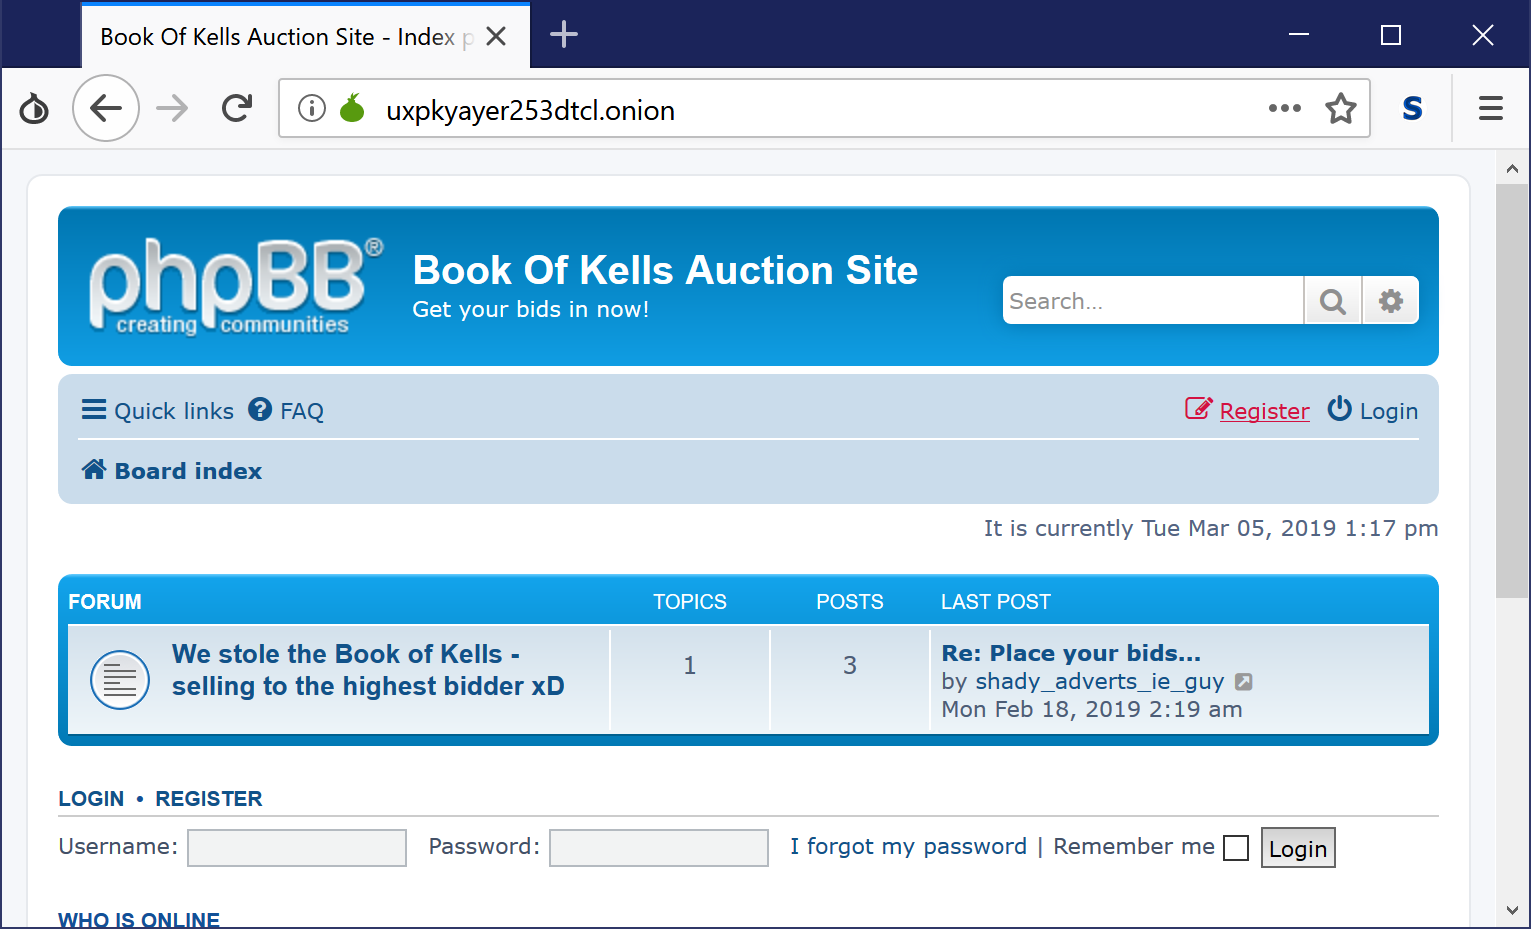 Book Of Kells Auction Site - Index p
uxpkyayer253dtcl.onion
S
phpBB®
creating communities
Book Of Kells Auction Site
Get your bids in now!
Search…
Quick links FAQ
Register Login
Board index
It is currently Tue Mar 05, 2019 1:17 pm
FORUM TOPICS POSTS LAST POST
We stole the Book of Kells -
selling to the highest bidder xD
1
3
Re: Place your bids…
by shady_adverts_ie_guy
Mon Feb 18, 2019 2:19 am
LOGIN • REGISTER
Username: Password: I forgot my password | Remember me Login
WHO IS ONLINE